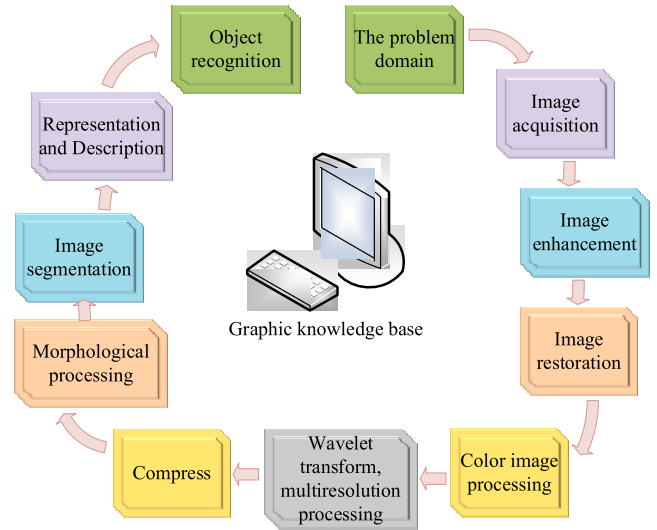 The problem
domain
Image
acquisition
Image
enhancement
Image
restoration
Color image
processing
Wavelet
transform,
multiresolution
processing
Compress
Morphological
processing
Image
segmentation
Representation
and Description
Object
recognition
Graphic knowledge base